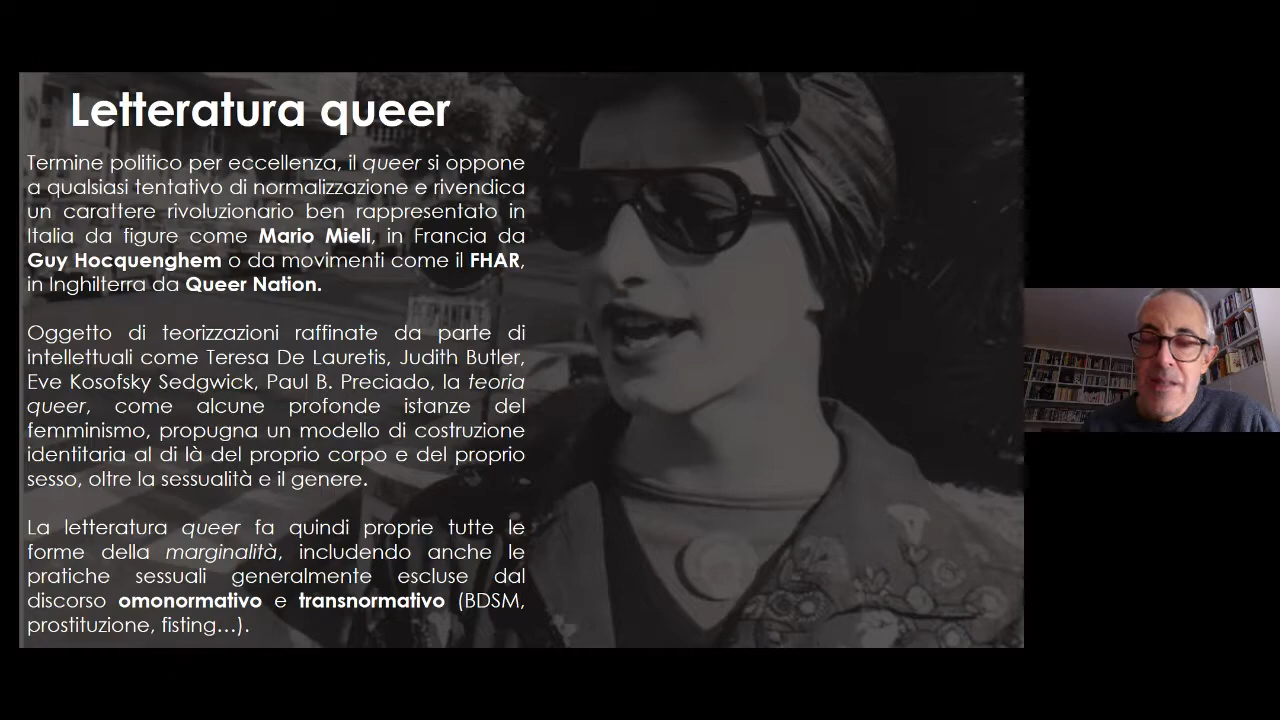 Letteratura queer
Termine politico per eccellenza, il queer si oppone
a qualsiasi tentativo di normalizzazione e rivendica
un carattere rivoluzionario ben rappresentato in
Italia da figure come Mario Mieli, in Francia da
Guy Hocquenghem o da movimenti come il FHAR,
in Inghilterra da Queer Nation.
Oggetto di teorizzazioni raffinate da parte di
intellettuali come Teresa De Lauretis, Judith Butler,
Eve Kosofsky Sedgwick, Paul B. Preciado, la teoria
queer, come alcune profonde istanze del
femminismo, propugna un modello di costruzione
identitaria al di là del proprio corpo e del proprio
sesso, oltre la sessualità e il genere.
La letteratura queer fa quindi proprie tutte le
forme della marginalità, includendo anche le
pratiche sessuali generalmente escluse dal
discorso omonormativo e transnormativo (BDSM,
prostituzione, fisting…).